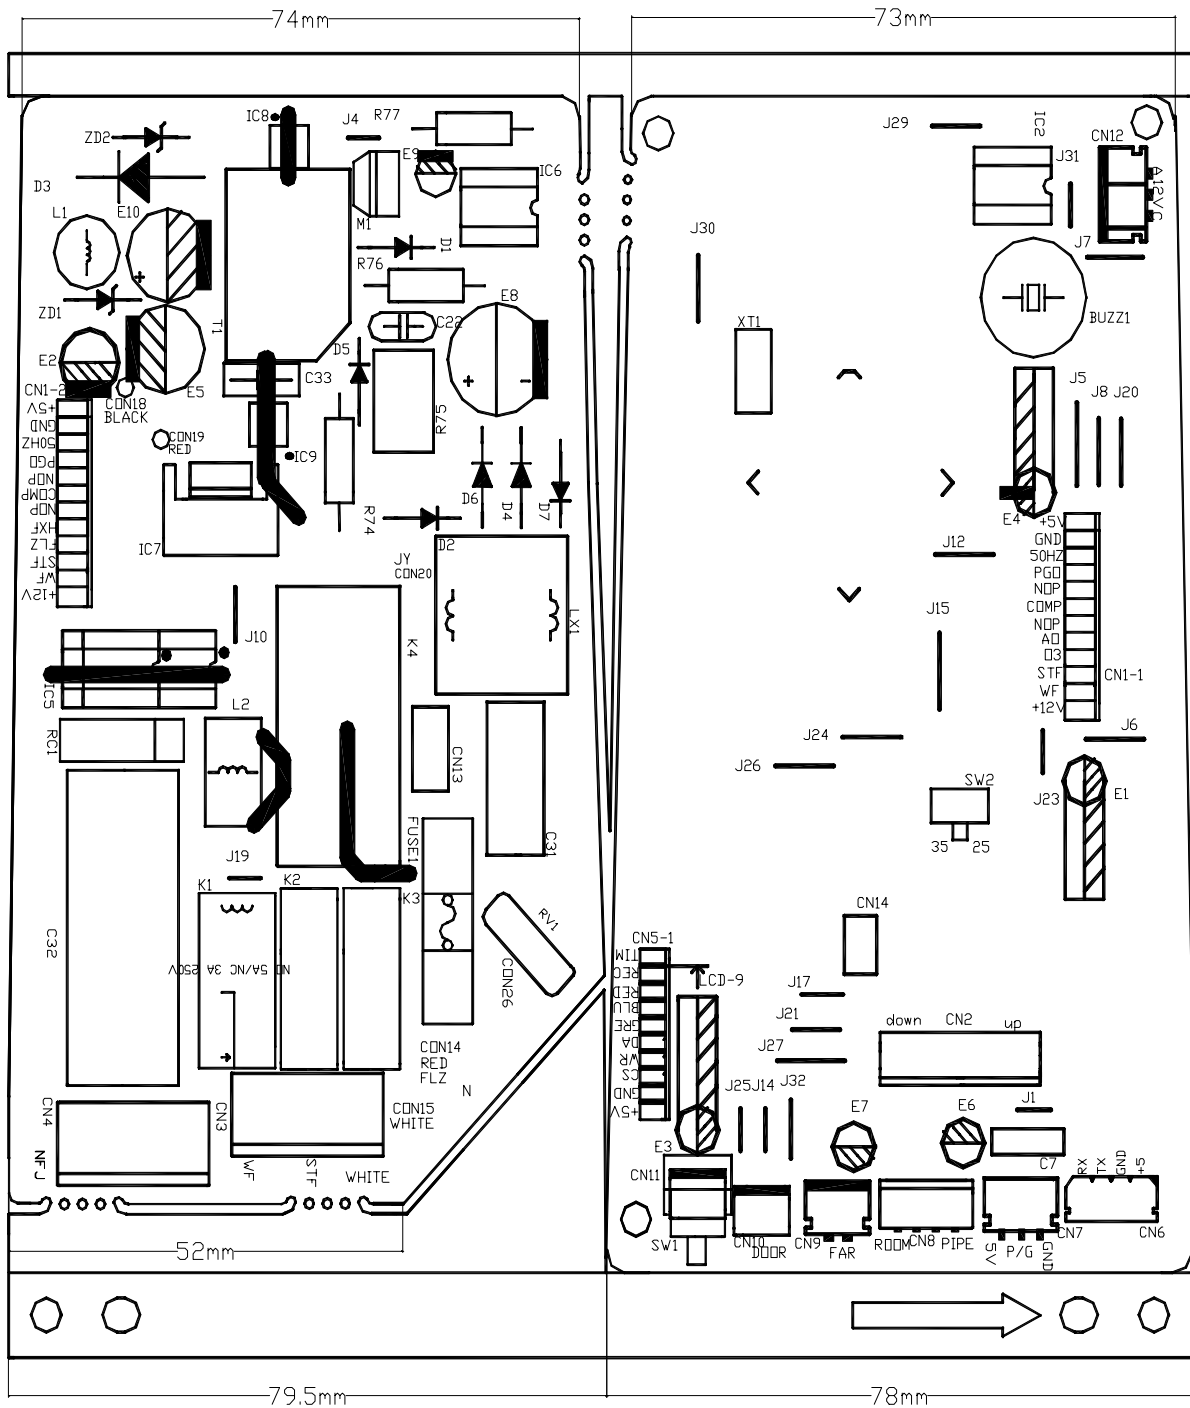 74mm
73mm
IC8
J4
R77
ZD2
E9
IC6
D3
L1
E10
M1
D1
R76
ZD1
E8
T1
C22
D5
E2
C33
E5
R75
CN1-2
CON18
BLACK
CON19
RED
IC9
+5V
GND
50HZ
PGO
NOP
COMP
NOP
HXF
FLZ
STF
WF
+12V
D6
D4
D7
R74
IC7
D2
JY
CON20
LX1
K4
J10
IC5
L2
RC1
CN13
FUSE1
C31
J19
K1
K2
K3
RV1
C32
NO 5A/NC 3A 250V
CON26
CON14
RED
FLZ
N
CN4
CN3
CON15
WHITE
NFJ
WF
STF
WHITE
52mm
79.5mm
J29
IC2
CN12
J31
A12VC
J30
J7
BUZZ1
XT1
J5
J8
J20
E4
+5V
GND
50HZ
PGO
NOP
COMP
NOP
AO
O3
STF
WF
+12V
CN1-1
J12
J15
J24
J6
J26
SW2
J23
E1
35
25
CN14
CN5-1
TIM
REC
RED
BLU
GRE
DA
WR
CS
GND
+5V
LCD-9
J17
J21
J27
down
CN2
up
J25
J14
J32
E7
E6
J1
E3
C7
RX
TX
GND
+5
CN11
SW1
CN10
DOOR
CN9
FAR
ROOM
CN8
PIPE
5V
P/G
GND
CN7
CN6
78mm